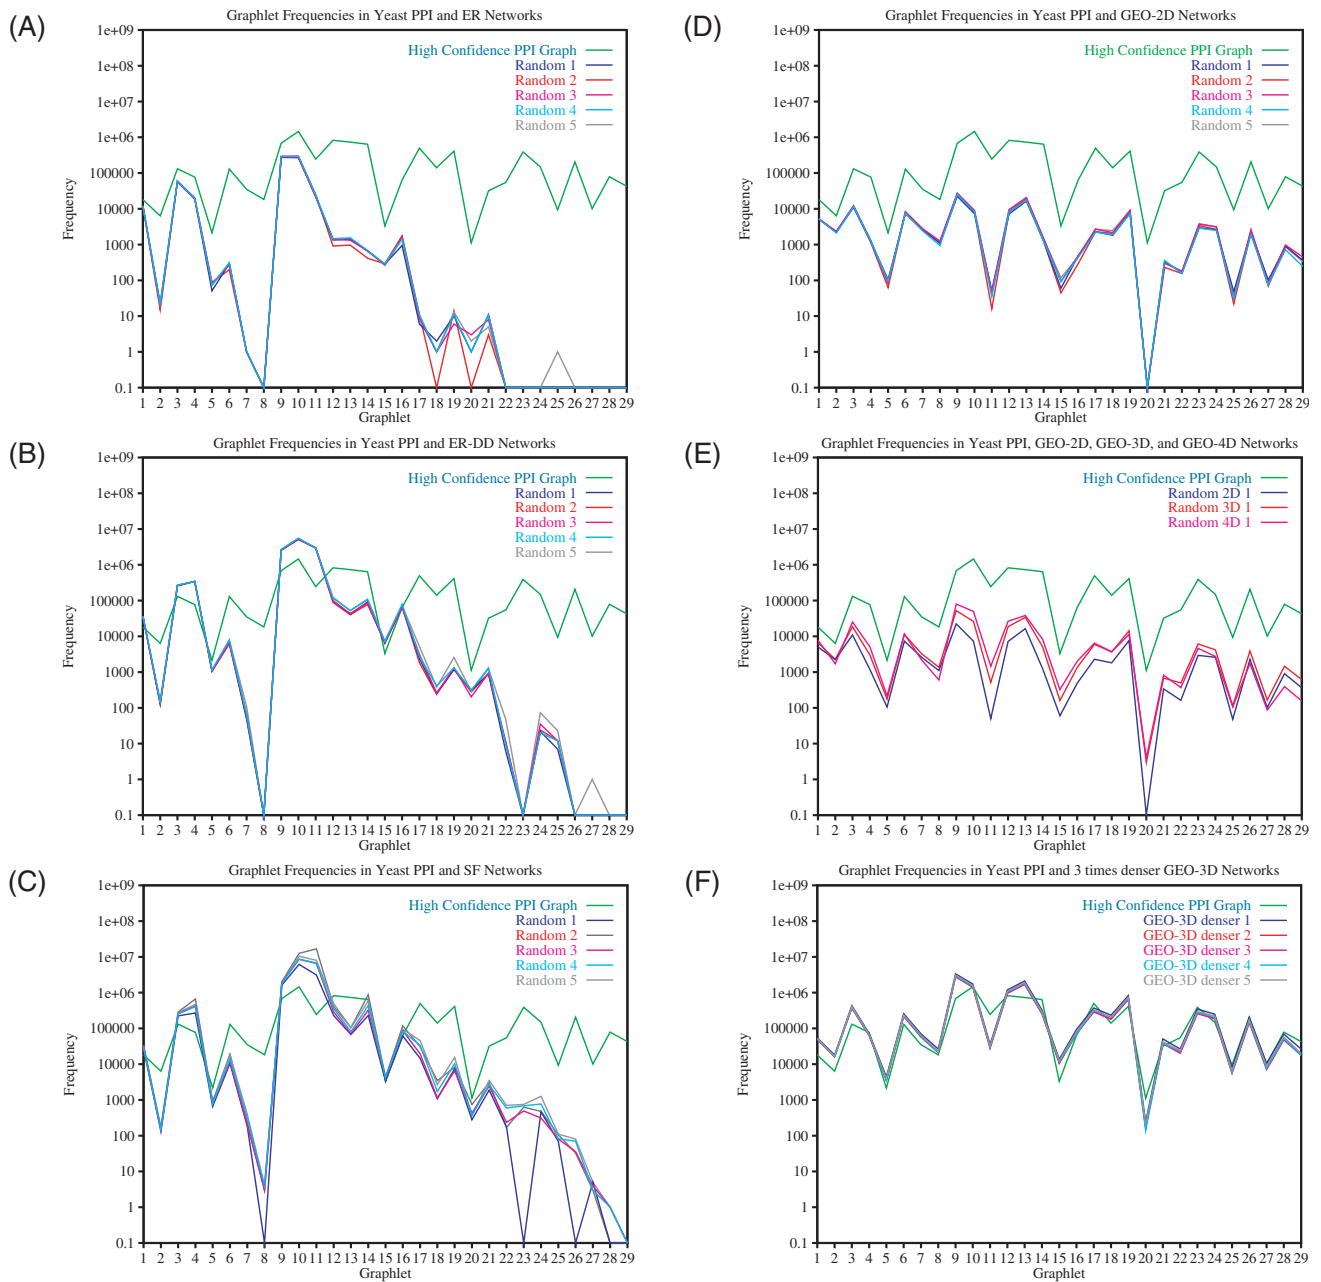 (A)
Graphlet Frequencies in Yeast PPI and ER Networks
1e+09
1e+08
1e+07
1e+06
100000
10000
1000
100
10
1
0.1
Frequency
High Confidence PPI Graph
Random 1
Random 2
Random 3
Random 4
Random 5
1 2 3 4 5 6 7 8 9 10 11 12 13 14 15 16 17 18 19 20 21 22 23 24 25 26 27 28 29
Graphlet
(B)
Graphlet Frequencies in Yeast PPI and ER-DD Networks
1e+09
1e+08
1e+07
1e+06
100000
10000
1000
100
10
1
0.1
Frequency
High Confidence PPI Graph
Random 1
Random 2
Random 3
Random 4
Random 5
1 2 3 4 5 6 7 8 9 10 11 12 13 14 15 16 17 18 19 20 21 22 23 24 25 26 27 28 29
Graphlet
(C)
Graphlet Frequencies in Yeast PPI and SF Networks
1e+09
1e+08
1e+07
1e+06
100000
10000
1000
100
10
1
0.1
Frequency
High Confidence PPI Graph
Random 1
Random 2
Random 3
Random 4
Random 5
1 2 3 4 5 6 7 8 9 10 11 12 13 14 15 16 17 18 19 20 21 22 23 24 25 26 27 28 29
Graphlet
(D)
Graphlet Frequencies in Yeast PPI and GEO-2D Networks
1e+09
1e+08
1e+07
1e+06
100000
10000
1000
100
10
1
0.1
Frequency
High Confidence PPI Graph
Random 1
Random 2
Random 3
Random 4
Random 5
1 2 3 4 5 6 7 8 9 10 11 12 13 14 15 16 17 18 19 20 21 22 23 24 25 26 27 28 29
Graphlet
(E)
Graphlet Frequencies in Yeast PPI, GEO-2D, GEO-3D, and GEO-4D Networks
1e+09
1e+08
1e+07
1e+06
100000
10000
1000
100
10
1
0.1
Frequency
High Confidence PPI Graph
Random 2D 1
Random 3D 1
Random 4D 1
1 2 3 4 5 6 7 8 9 10 11 12 13 14 15 16 17 18 19 20 21 22 23 24 25 26 27 28 29
Graphlet
(F)
Graphlet Frequencies in Yeast PPI and 3 times denser GEO-3D Networks
1e+09
1e+08
1e+07
1e+06
100000
10000
1000
100
10
1
0.1
Frequency
High Confidence PPI Graph
GEO-3D denser 1
GEO-3D denser 2
GEO-3D denser 3
GEO-3D denser 4
GEO-3D denser 5
1 2 3 4 5 6 7 8 9 10 11 12 13 14 15 16 17 18 19 20 21 22 23 24 25 26 27 28 29
Graphlet